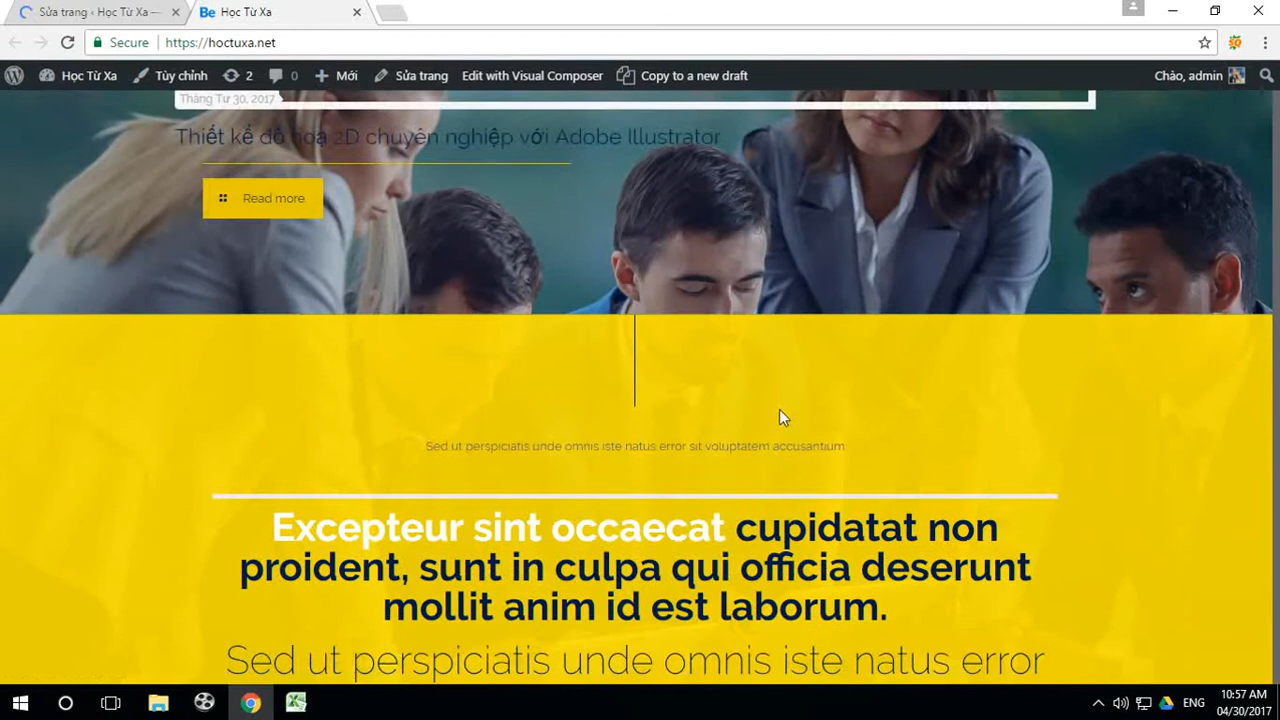 Sửa trang ‹ Học Từ Xa —
Be Học Từ Xa
Secure https://hoctuxa.net
Học Từ Xa Tùy chỉnh 2 0 Mới Sửa trang Edit with Visual Composer Copy to a new draft Chào, admin
Tháng Tư 30, 2017
Thiết kế đồ hoạ 2D chuyên nghiệp với Adobe Illustrator
Read more
Sed ut perspiciatis unde omnis iste natus error sit voluptatem accusantium
Excepteur sint occaecat cupidatat non
proident, sunt in culpa qui officia deserunt
mollit anim id est laborum.
Sed ut perspiciatis unde omnis iste natus error
ENG
10:57 AM
04/30/2017